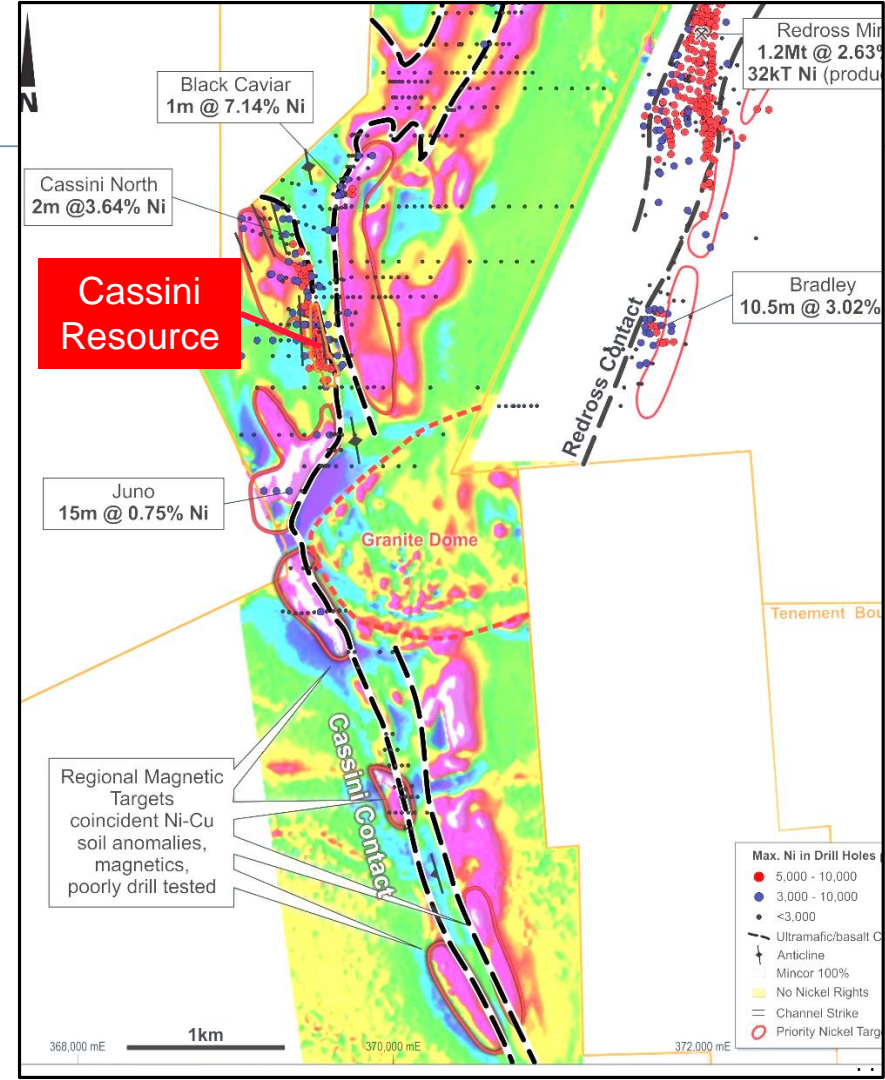 N
Black Caviar
1m @ 7.14% Ni
Cassini North
2m @3.64% Ni
Cassini
Resource
Redross
1.2Mt @ 2.63%
32kT Ni
Bradley
10.5m @ 3.02%
Redross Contact
Juno
15m @ 0.75% Ni
Granite Dome
Tenement
Cassini Contact
Regional Magnetic
Targets
coincident Ni-Cu
soil anomalies,
magnetics,
poorly drill tested
Max. Ni in Drill Holes
5,000 - 10,000
3,000 - 10,000
<3,000
Ultramafic/basalt
Anticline
Mincor 100%
No Nickel Rights
Channel Strike
Priority Nickel
1km
368,000 mE
370,000 mE
372,000 mE